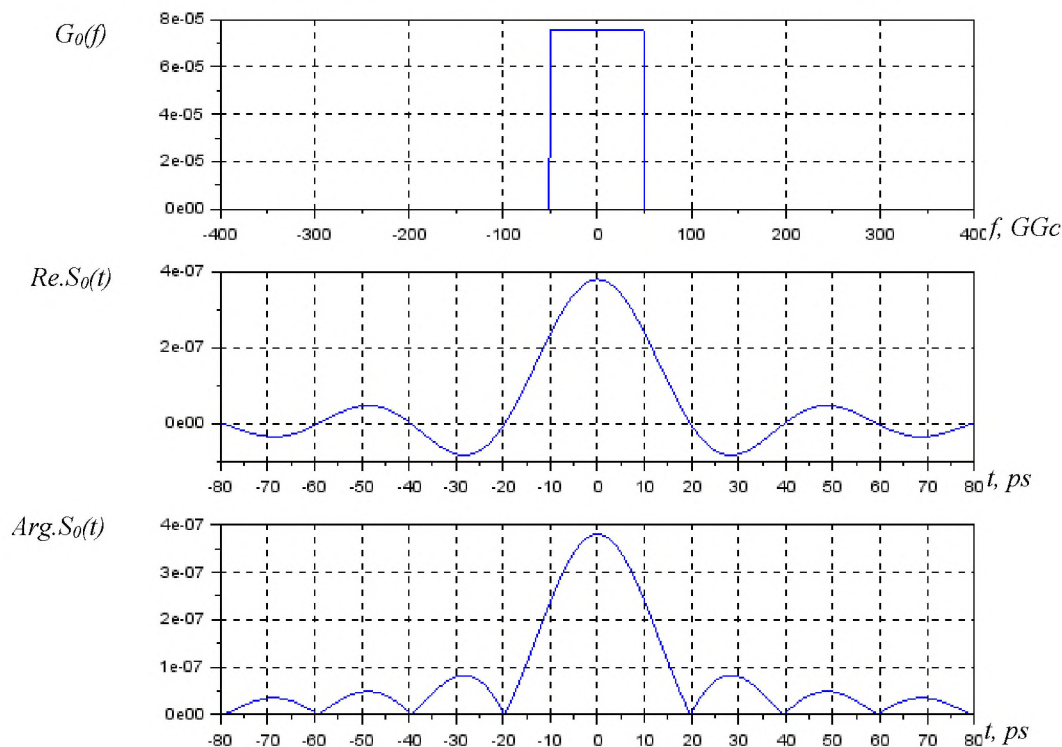 G₀(f)
8e-05
6e-05
4e-05
2e-05
0e00
-400 -300 -200 -100 0 100 200 300 400
f, GGc
Re.S₀(t)
4e-07
2e-07
0e00
-80 -70 -60 -50 -40 -30 -20 -10 0 10 20 30 40 50 60 70 80
t, ps
Arg.S₀(t)
4e-07
3e-07
2e-07
1e-07
0e00
-80 -70 -60 -50 -40 -30 -20 -10 0 10 20 30 40 50 60 70 80
t, ps